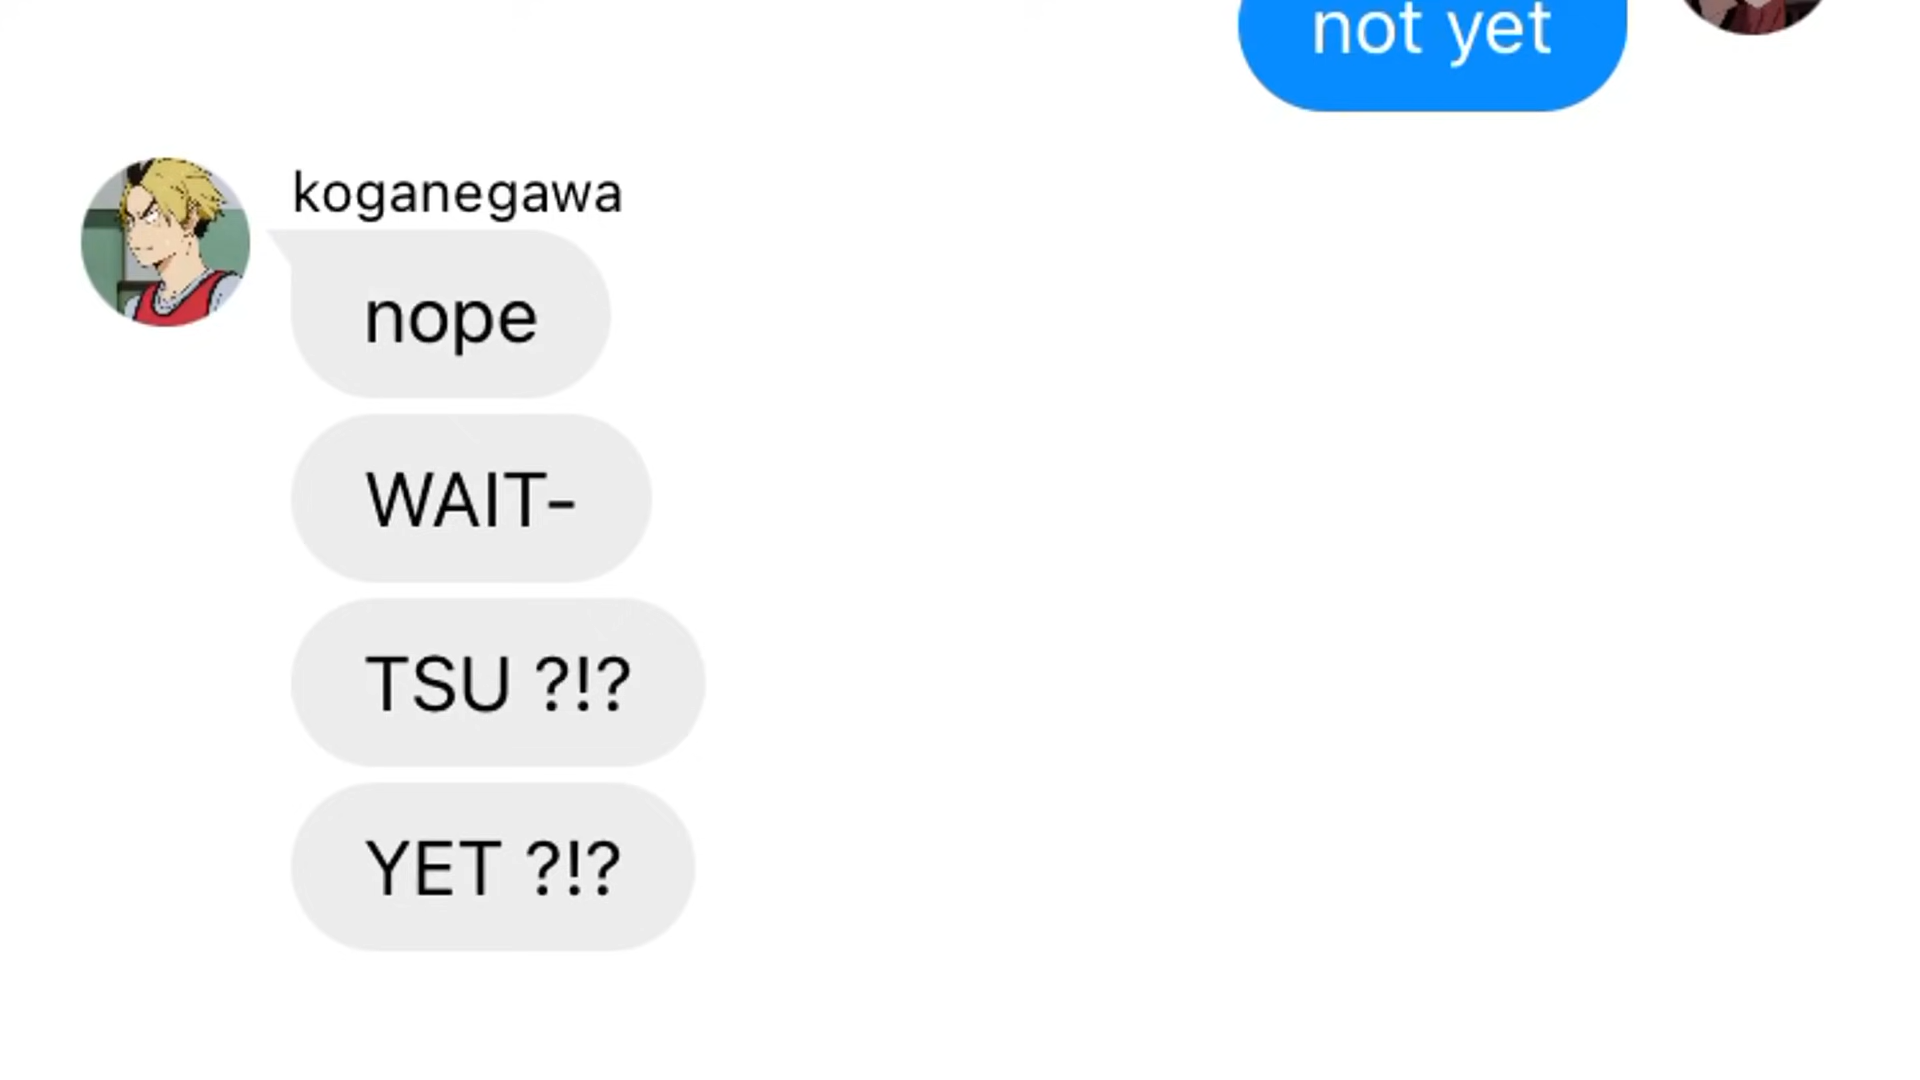 not yet
koganegawa
nope
WAIT-
TSU ?!?
YET ?!?